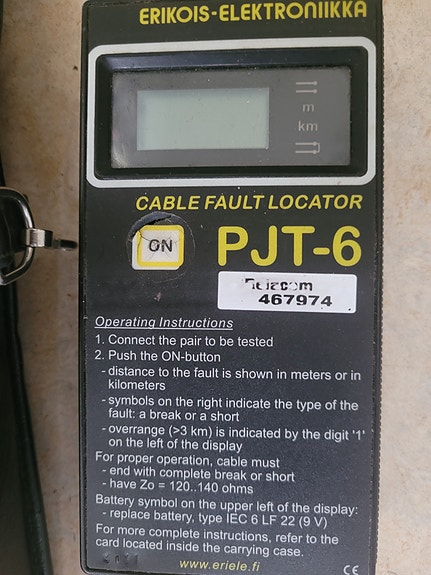 ERIKOIS-ELEKTRONIIKKA
m
km
CABLE FAULT LOCATOR
ON
PJT-6
467974
Operating Instructions
1. Connect the pair to be tested
2. Push the ON-button
- distance to the fault is shown in meters or in
kilometers
- symbols on the right indicate the type of
fault: a break or a short
- overrange (>3 km) is indicated by the digit '1'
on the left of the display
For proper operation, cable must
- end with complete break or short
- have Zo = 120..140 ohms
Battery symbol on the upper left of the display:
- replace battery, type IEC 6 LF 22 (9 V)
For more complete instructions, refer to the
card located inside the carrying case.
www.eriele.fi
CE